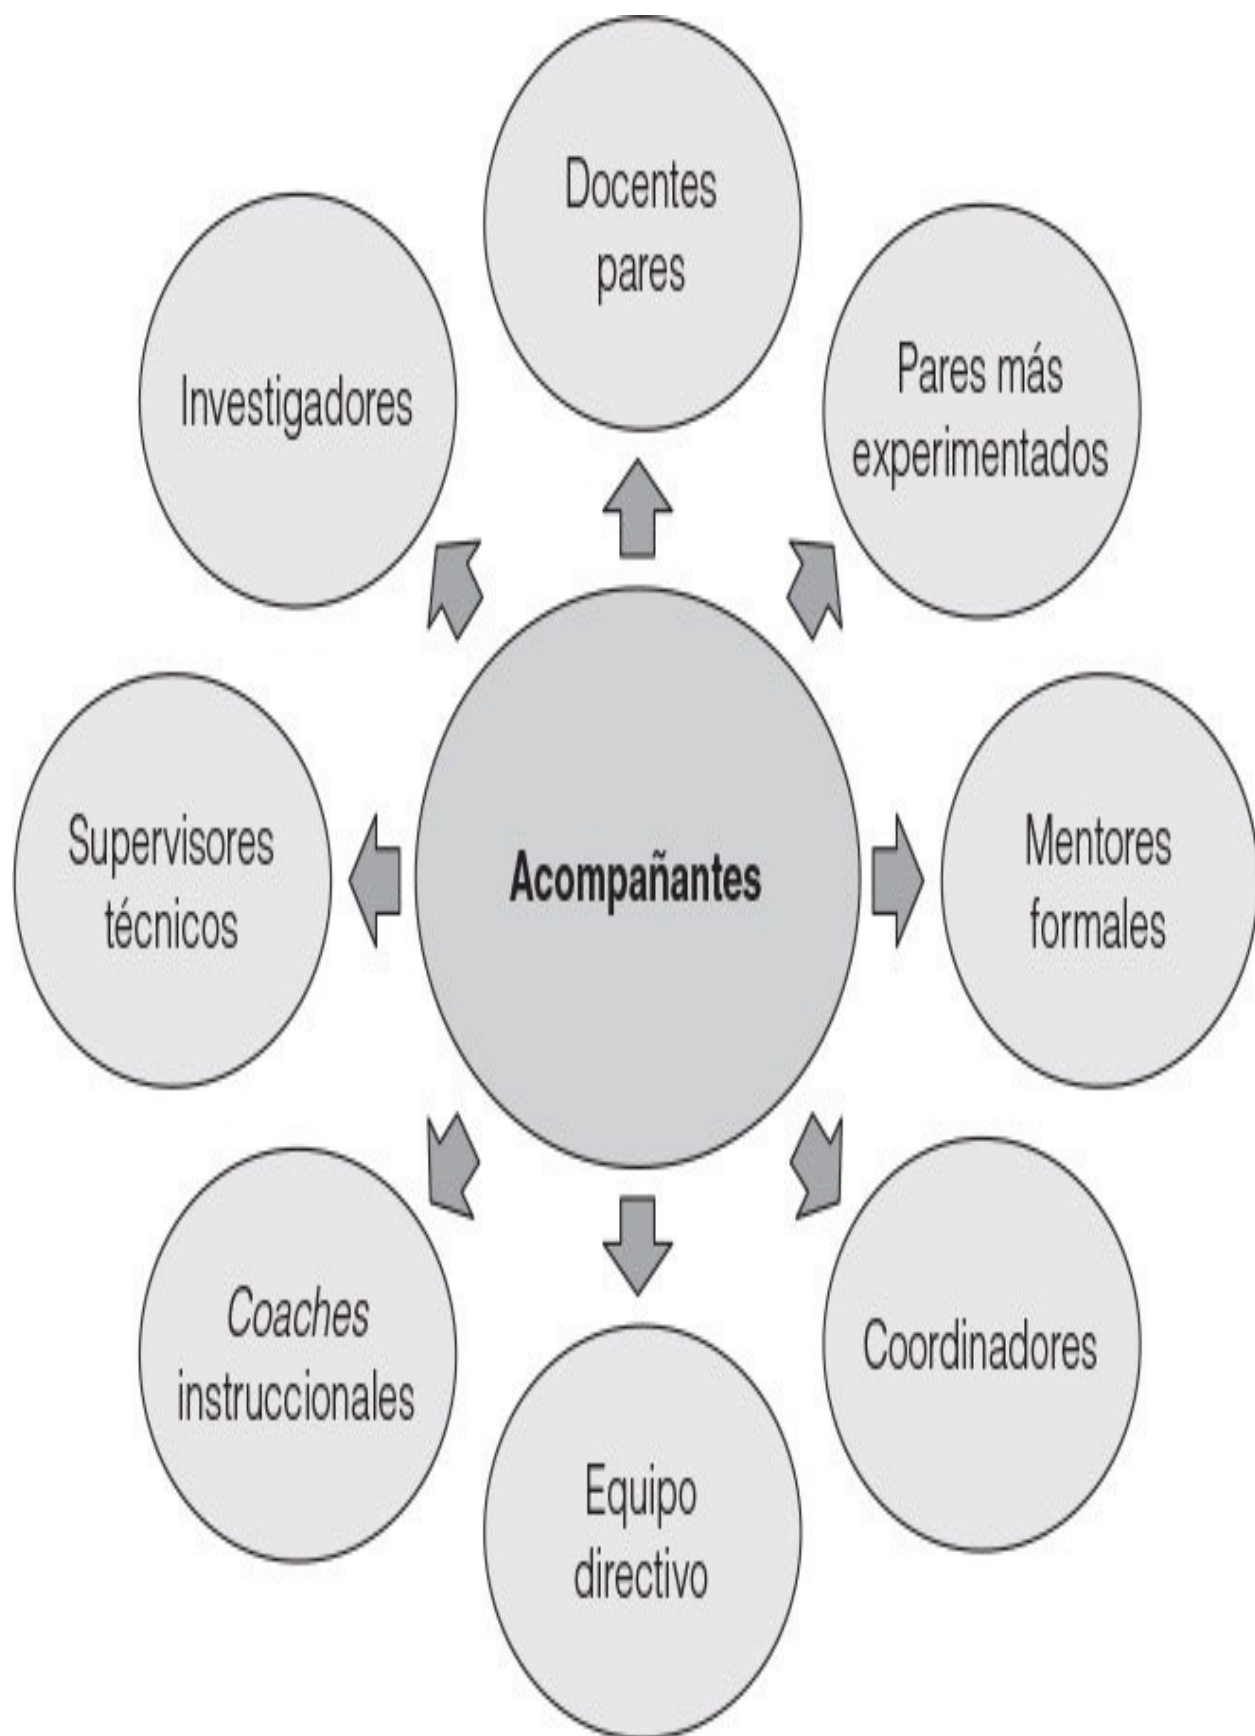 Docentes
pares
Pares más
experimentados
Mentores
formales
Coordinadores
Equipo
directivo
Coaches
instruccionales
Supervisores
técnicos
Investigadores
Acompañantes